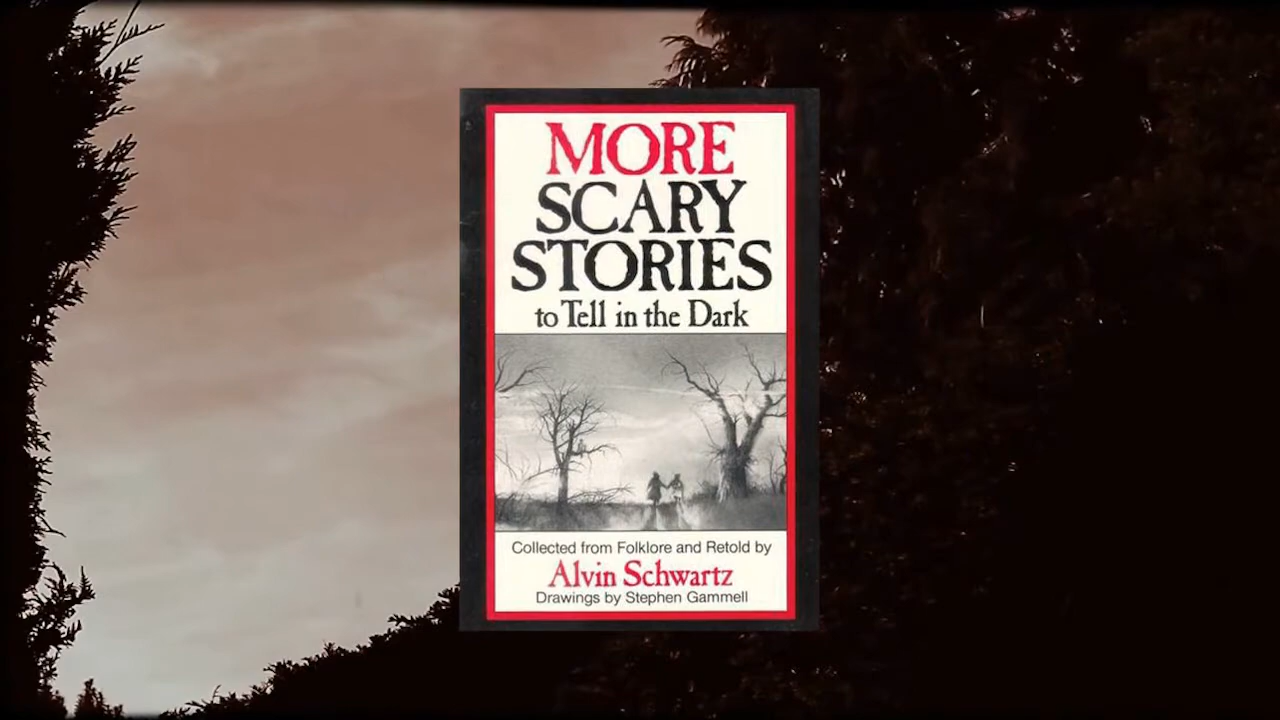 MORE
SCARY
STORIES
to Tell in the Dark
Collected from Folklore and Retold by
Alvin Schwartz
Drawings by Stephen Gammell